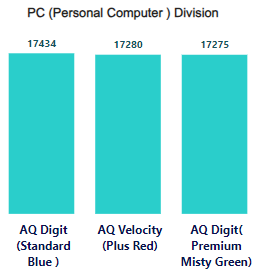 PC (Personal Computer ) Division
17434 17280 17275
AQ Digit AQ Velocity AQ Digit(
(Standard (Plus Red) Premium
Blue ) Misty Green)